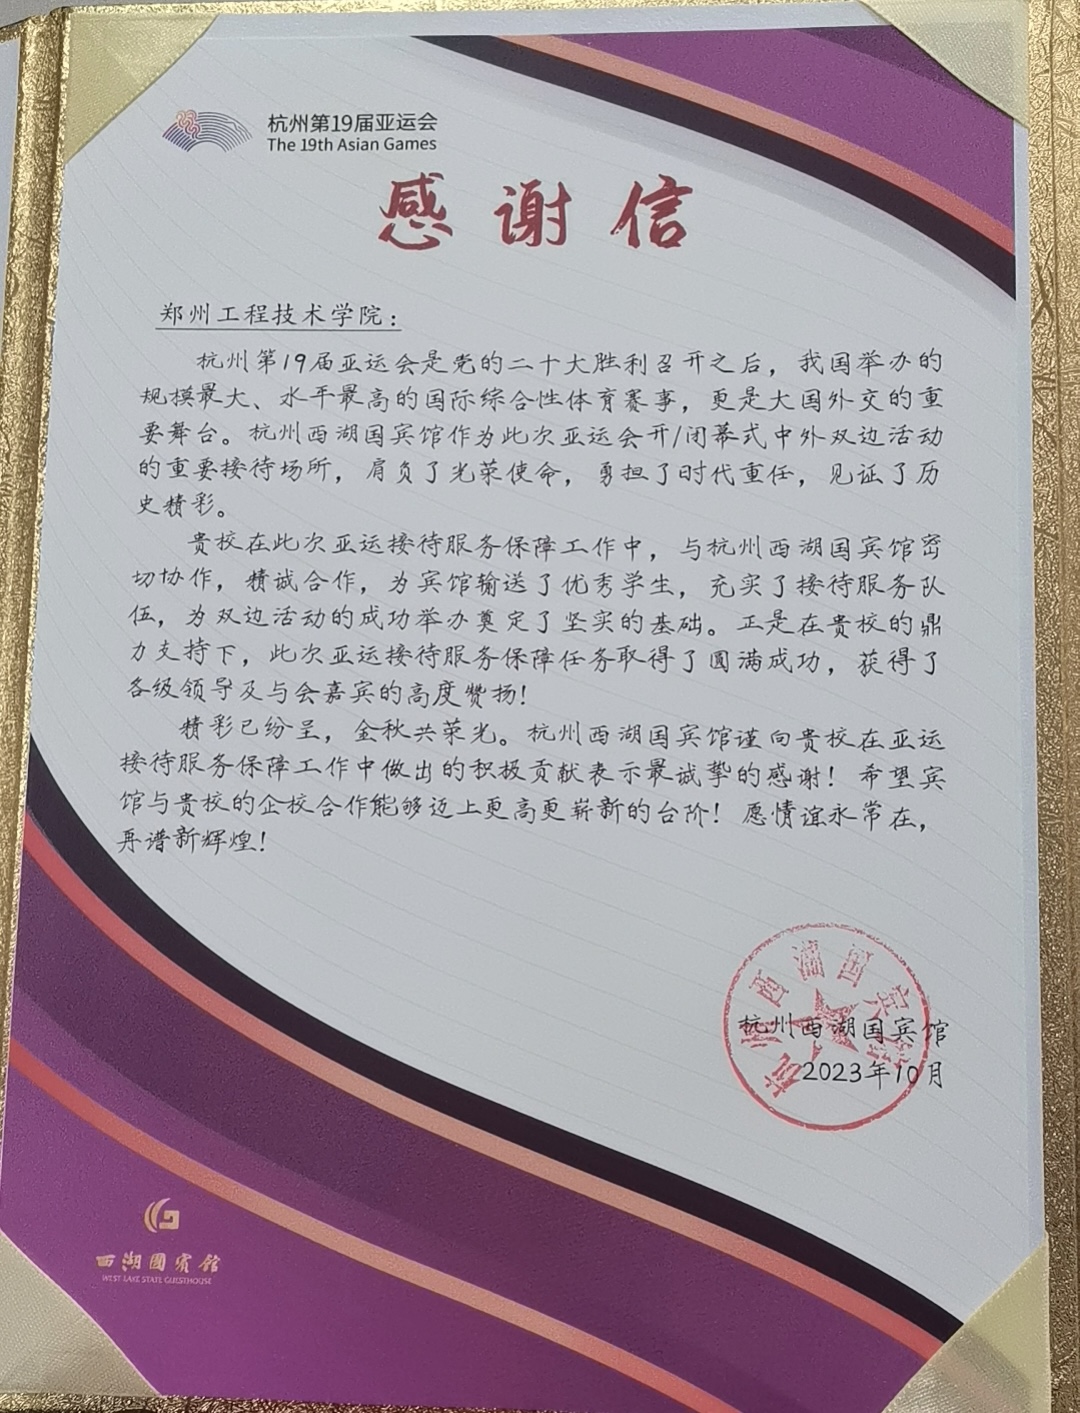 杭州第19届亚运会
The 19th Asian Games
感谢信
郑州工程技术学院：
杭州第19届亚运会是党的二十大胜利召开之后，我国举办的
规模最大、水平最高的国际综合性体育赛事，更是大国外交的重
要舞台。杭州西湖国宾馆作为此次亚运会开/闭幕式中外双边活动
的重要接待场所，肩负了光荣使命，勇担了时代重任，见证了历
史精彩。
贵校在此次亚运接待服务保障工作中，与杭州西湖国宾馆密
切协作，精诚合作，为宾馆输送了优秀学生，充实了接待服务队
伍，为双边活动的成功举办奠定了坚实的基础。正是在贵校的鼎
力支持下，此次亚运接待服务保障任务取得了圆满成功，获得了
各级领导及与会嘉宾的高度赞扬！
精彩已纷呈，金秋共荣光。杭州西湖国宾馆谨向贵校在亚运
接待服务保障工作中做出的积极贡献表示最诚挚的感谢！希望宾
馆与贵校的企校合作能够迈上更高更崭新的台阶！愿情谊永常在，
再谱新辉煌！
杭州西湖国宾馆
杭州西湖国宾馆
2023年10月
西湖國賓館
WEST LAKE STATE GUESTHOUSE